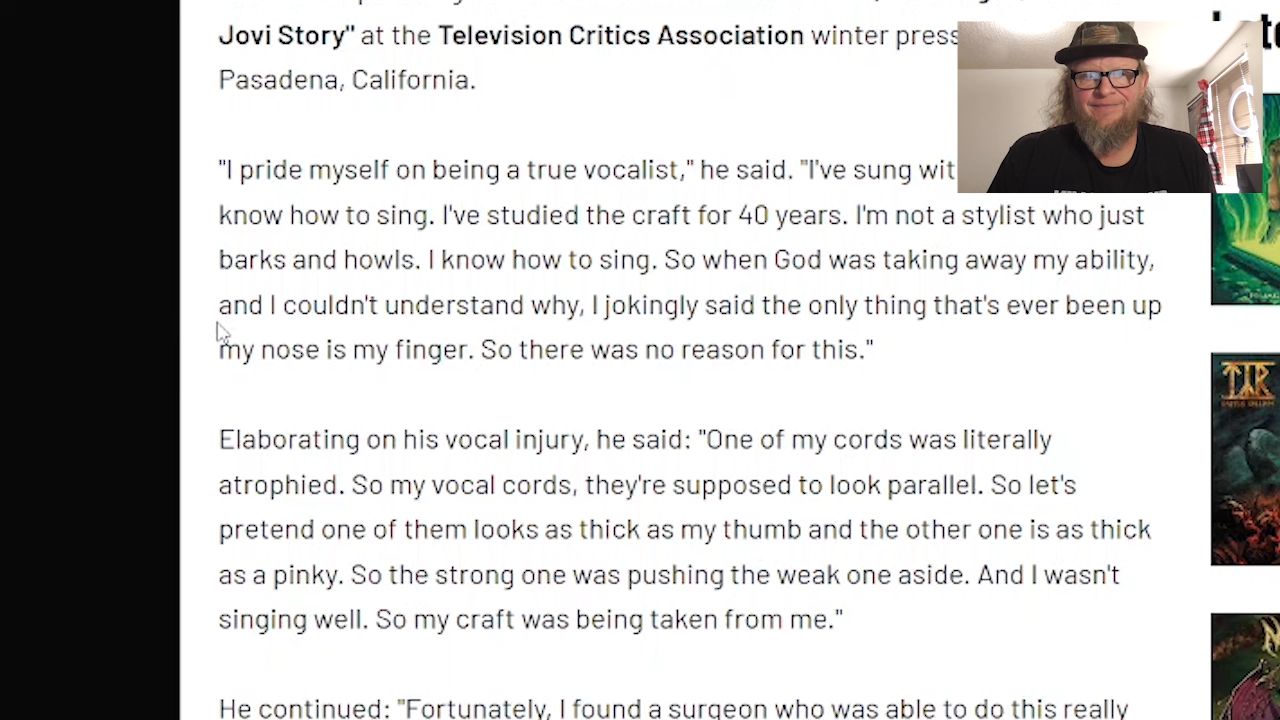 Jovi Story" at the Television Critics Association winter press
Pasadena, California.
"I pride myself on being a true vocalist," he said. "I've sung wit
know how to sing. I've studied the craft for 40 years. I'm not a stylist who just
barks and howls. I know how to sing. So when God was taking away my ability,
and I couldn't understand why, I jokingly said the only thing that's ever been up
my nose is my finger. So there was no reason for this."
Elaborating on his vocal injury, he said: "One of my cords was literally
atrophied. So my vocal cords, they're supposed to look parallel. So let's
pretend one of them looks as thick as my thumb and the other one is as thick
as a pinky. So the strong one was pushing the weak one aside. And I wasn't
singing well. So my craft was being taken from me."
He continued: "Fortunately, I found a surgeon who was able to do this really